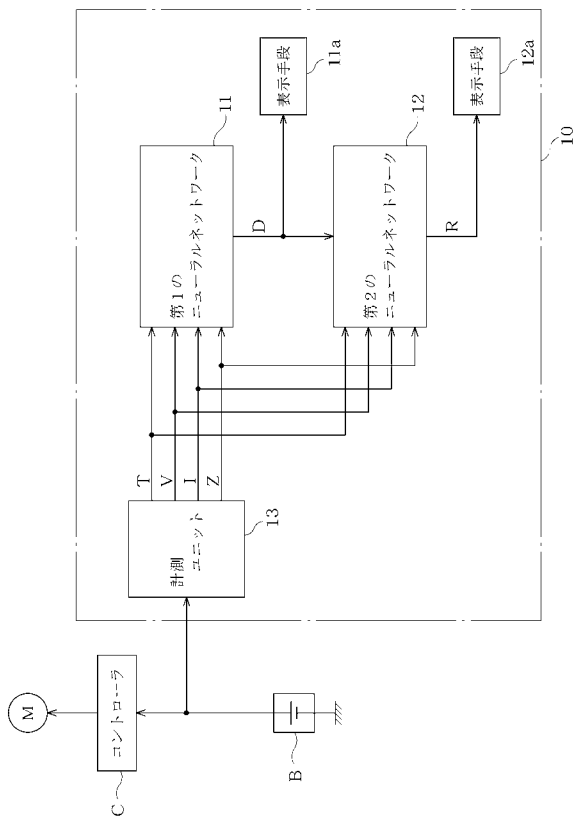 M
コントローラ
C
B
計測
ユニット
13
T
V
I
Z
第1の
ニューラルネットワーク
11
D
表示手段
11a
第2の
ニューラルネットワーク
12
R
表示手段
12a
10